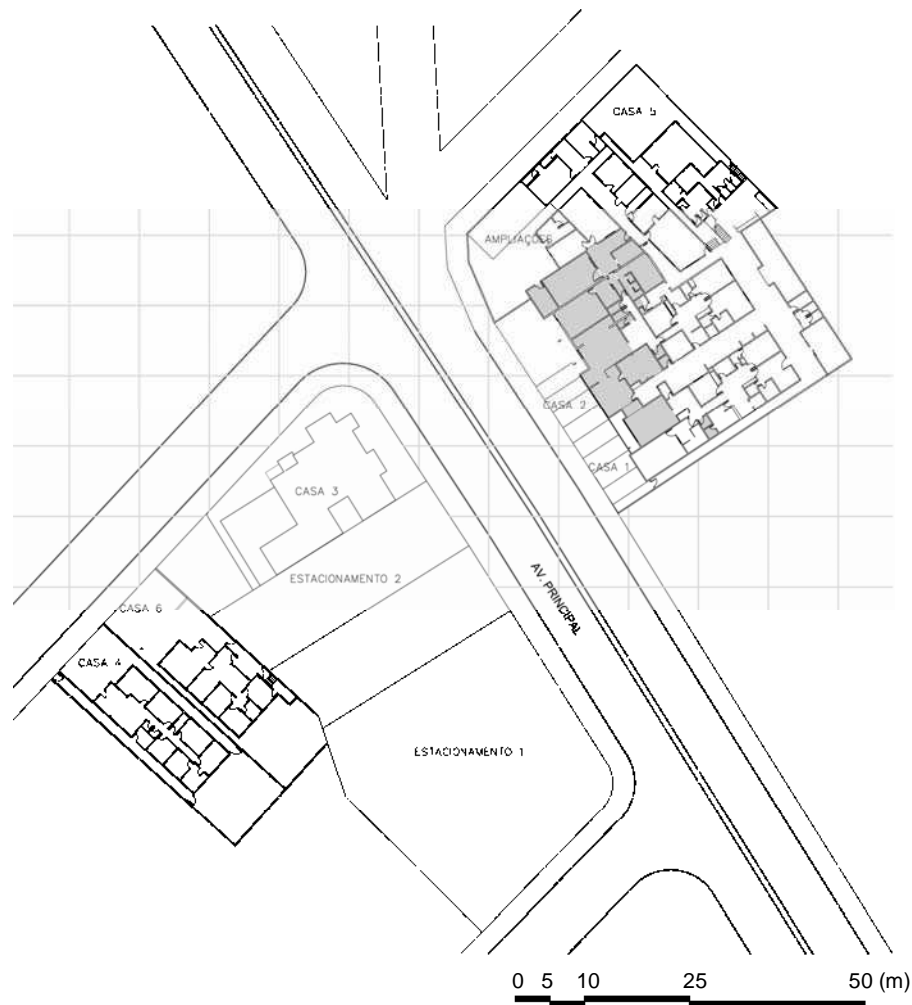 CASA 5
AMPLIAÇÕES
CASA 2
CASA 1
CASA 3
ESTACIONAMENTO 2
AV. PRINCIPAL
CASA 6
CASA 4
ESTACIONAMENTO 1
0 5 10 25 50 (m)